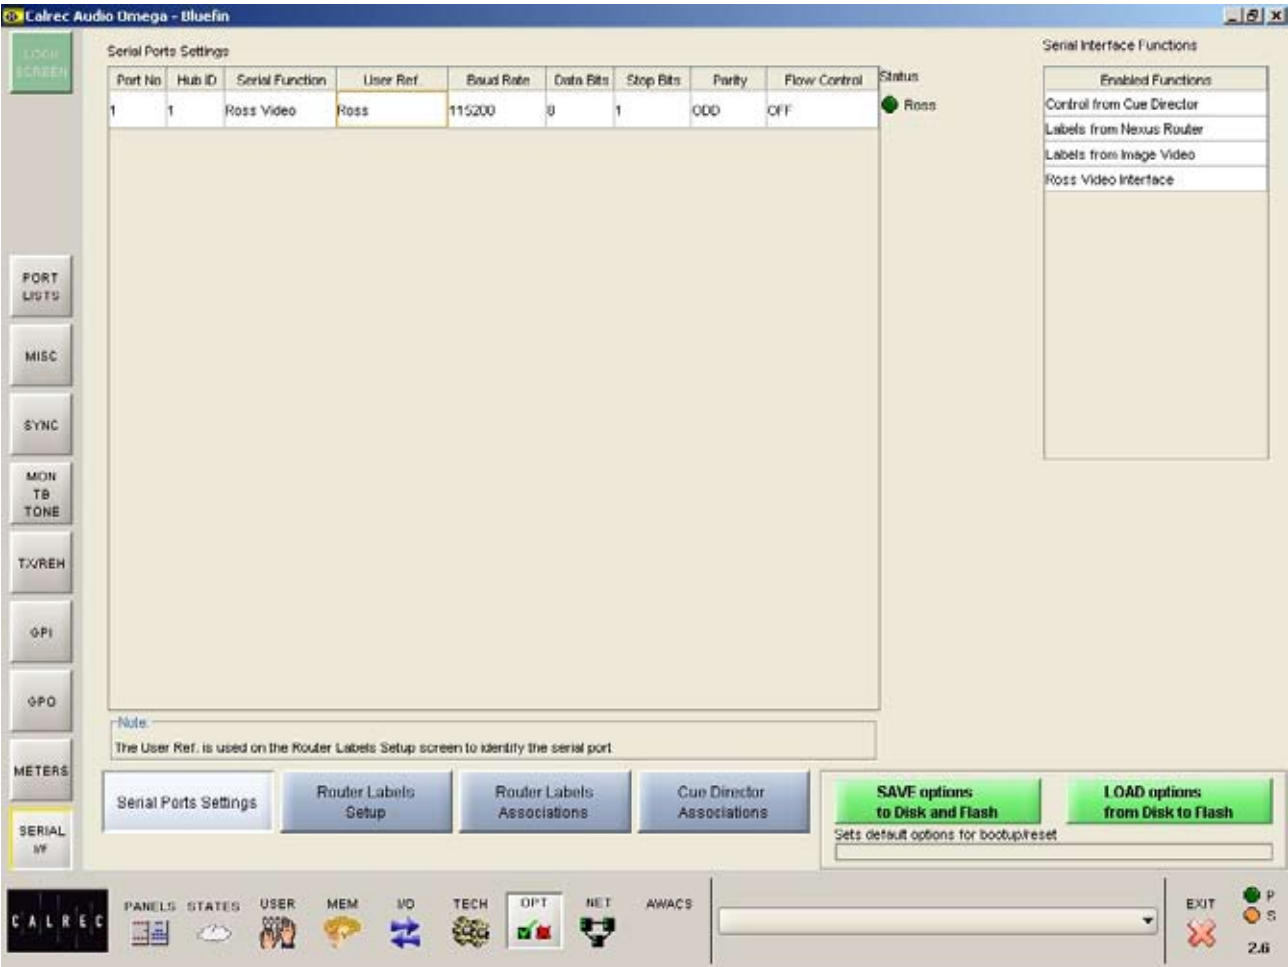 Calrec Audio Omega - Bluefin
LOCK
SCREEN
Serial Ports Settings
Port No Hub ID Serial Function User Ref. Baud Rate Data Bits Stop Bits Parity Flow Control
1 1 Ross Video Ross 115200 8 1 ODD OFF
Status
Ross
Serial Interface Functions
Enabled Functions
Control from Cue Director
Labels from Nexus Router
Labels from Image Video
Ross Video Interface
PORT
LISTS
MISC
SYNC
MON
TB
TONE
TX/REH
GPI
GPO
METERS
SERIAL
I/F
Note:
The User Ref. is used on the Router Labels Setup screen to identify the serial port
Serial Ports Settings
Router Labels
Setup
Router Labels
Associations
Cue Director
Associations
SAVE options
to Disk and Flash
LOAD options
from Disk to Flash
Sets default options for bootup/reset
CALREC
PANELS STATES USER MEM I/O TECH OPT NET AWACS
EXIT
P
S
2.6